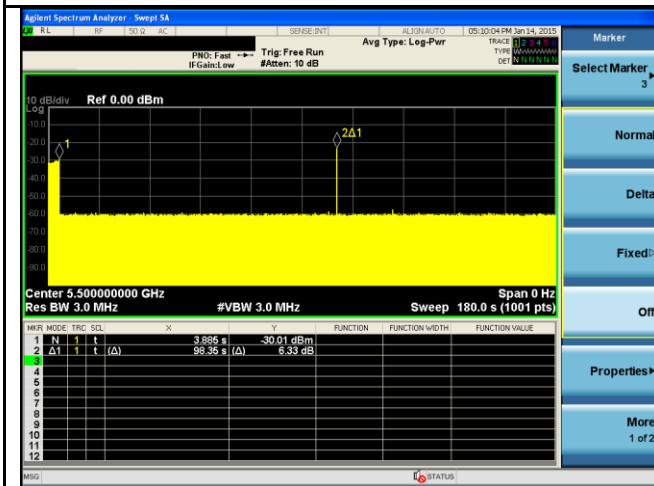 Agilent Spectrum Analyzer - Swept SA
RL RF 50 Ω AC SENSE:INT ALIGNAUTO 05:10:04 PM Jan 14, 2015
Avg Type: Log-Pwr TRACE 1 2 3 4 5 6
PNO: Fast Trig: Free Run TYPE
IFGain:Low #Atten: 10 dB DET N N N N N N
10 dB/div Ref 0.00 dBm
Log
-10.0
-20.0
-30.0
-40.0
-50.0
-60.0
-70.0
-80.0
-90.0
1
2Δ1
Center 5.500000000 GHz Span 0 Hz
Res BW 3.0 MHz #VBW 3.0 MHz Sweep 180.0 s (1001 pts)
MKR MODE TRC SCL X Y FUNCTION FUNCTION WIDTH FUNCTION VALUE
1 N 1 t 3.885 s -30.01 dBm
2 Δ1 1 t (Δ) 98.35 s (Δ) 6.33 dB
3
4
5
6
7
8
9
10
11
12
MSG STATUS
Marker
Select Marker
3
Normal
Delta
Fixed
Off
Properties
More
1 of 2